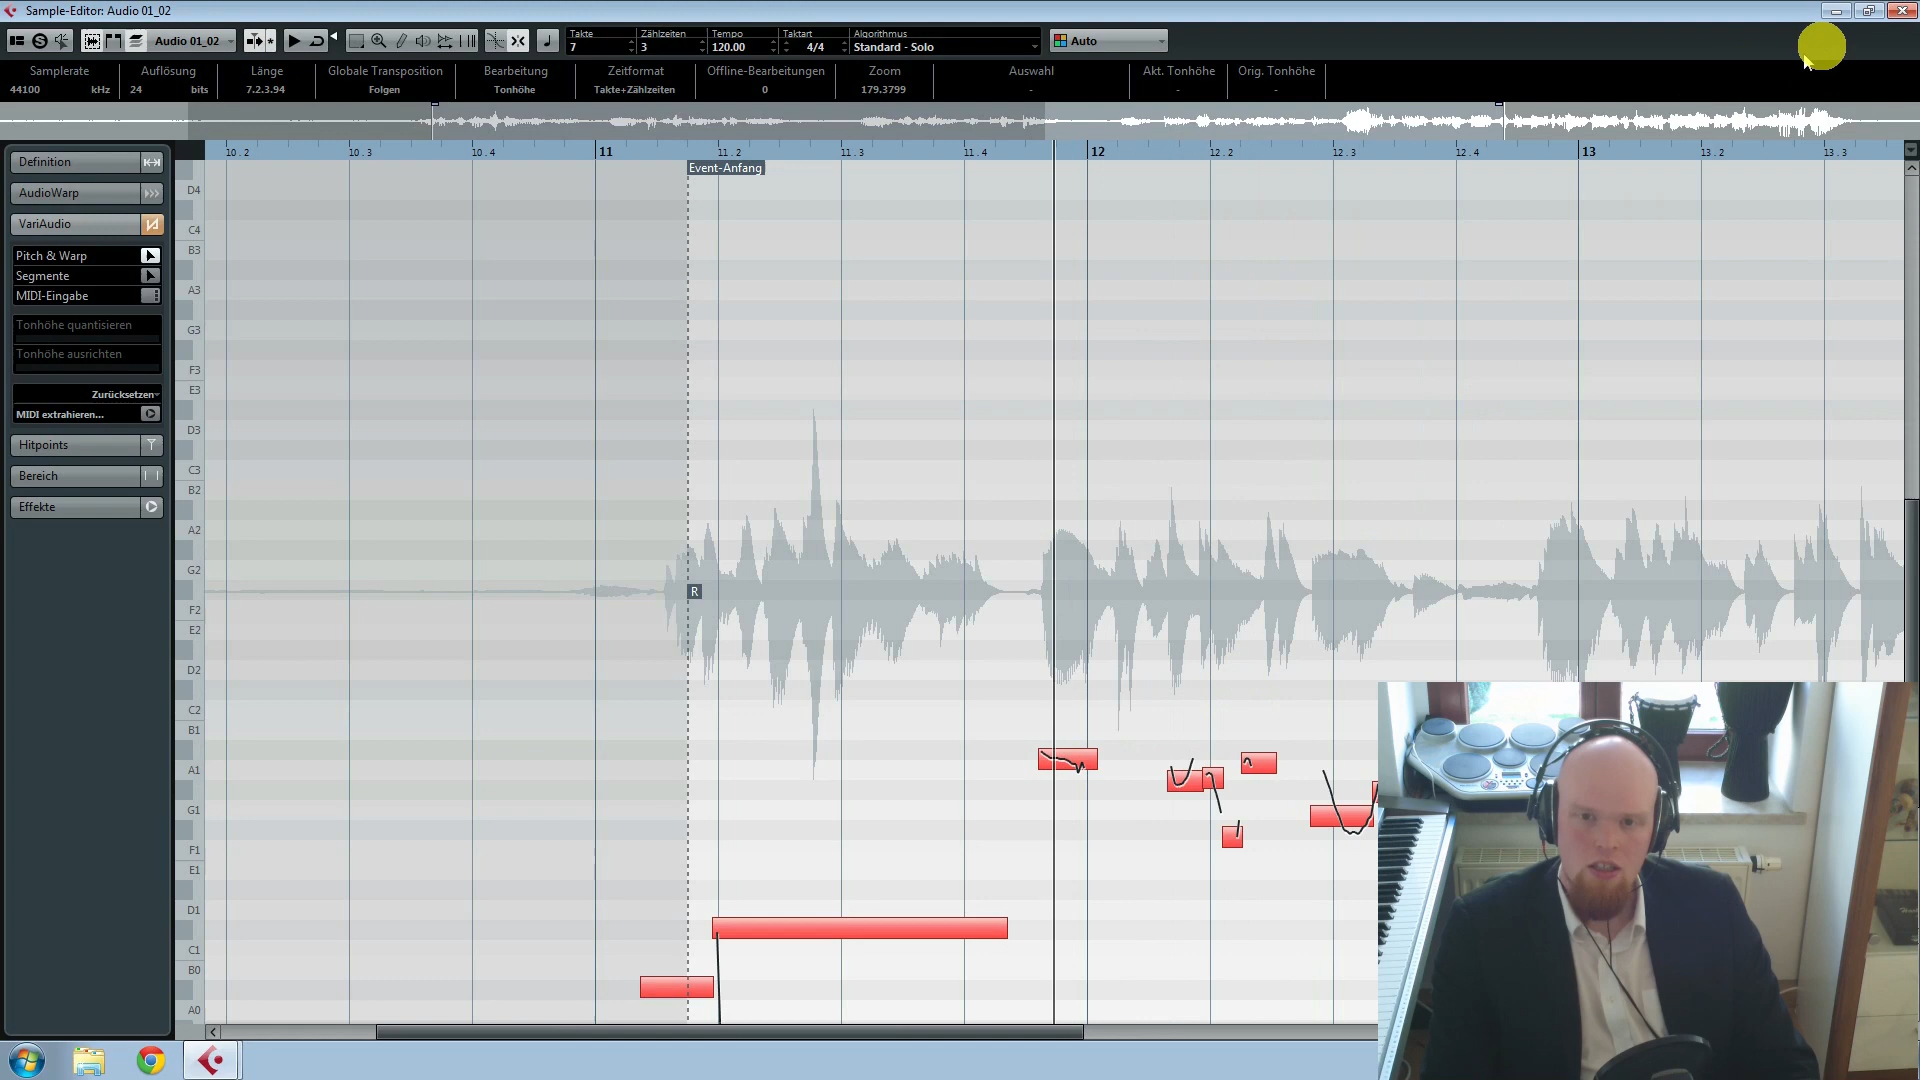 Sample-Editor: Audio 01_02
Audio 01_02
Takte
7
Zählzeiten
3
Tempo
120.00
Taktart
4/4
Algorithmus
Standard - Solo
Auto
Samplerate
44100 kHz
Auflösung
24 bits
Länge
7.2.3.94
Globale Transposition
Folgen
Bearbeitung
Tonhöhe
Zeitformat
Takte+Zählzeiten
Offline-Bearbeitungen
0
Zoom
179.3799
Auswahl
-
Akt. Tonhöhe
-
Orig. Tonhöhe
-
10.2 10.3 10.4 11 11.2 11.3 11.4 12 12.2 12.3 12.4 13 13.2 13.3
Event-Anfang
Definition
AudioWarp
VariAudio
Pitch & Warp
Segmente
MIDI-Eingabe
Tonhöhe quantisieren
Tonhöhe ausrichten
Zurücksetzen
MIDI extrahieren...
Hitpoints
Bereich
Effekte
D4
C4
B3
A3
G3
F3
E3
D3
C3
B2
A2
G2
F2
E2
D2
C2
B1
A1
G1
F1
E1
D1
C1
B0
A0
R